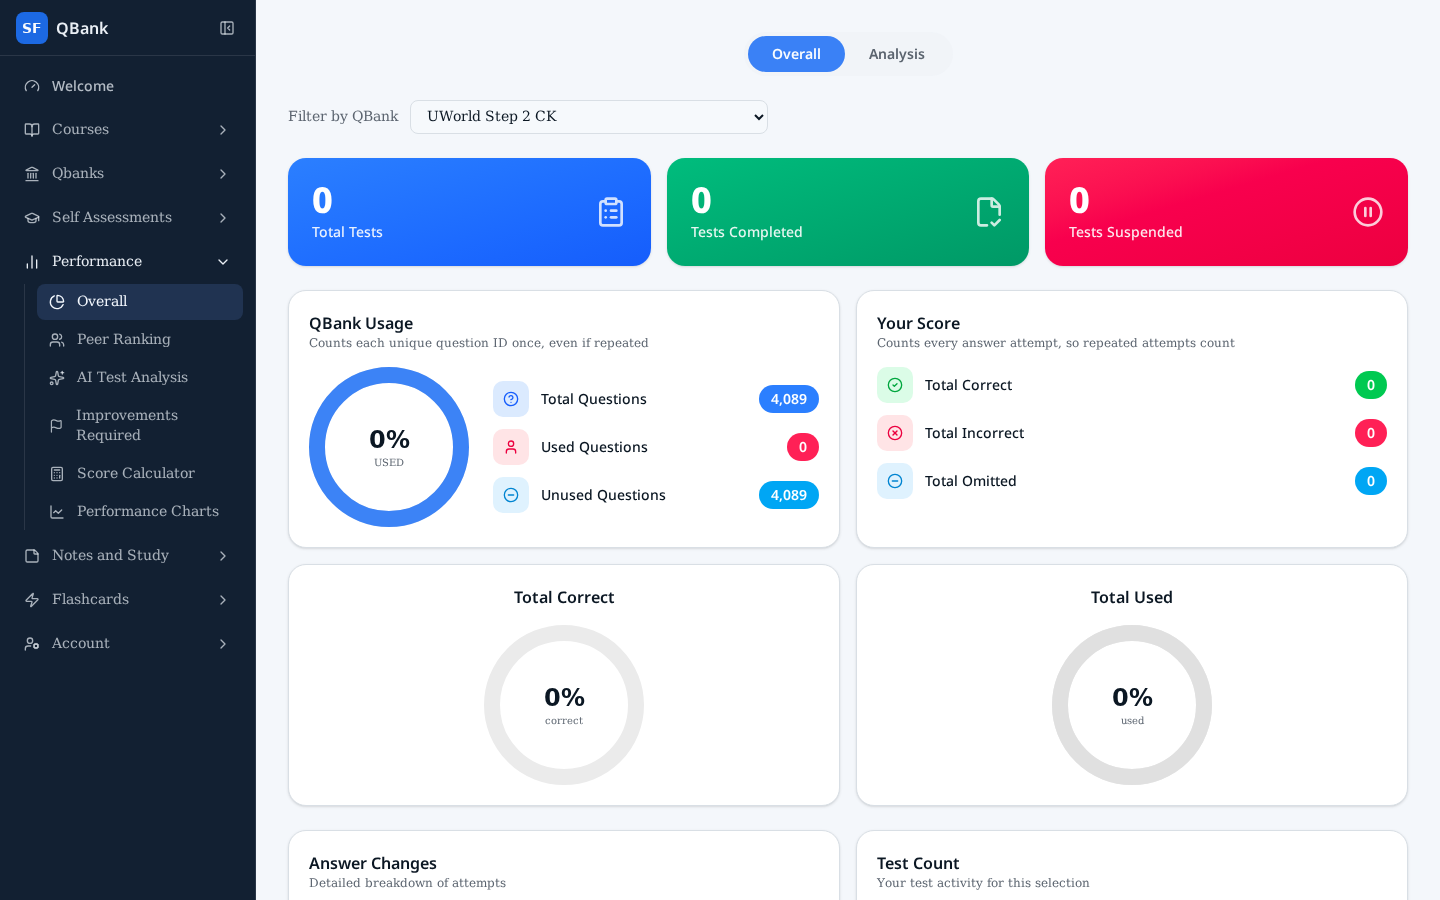 SF QBank
Welcome
Courses
Qbanks
Self Assessments
Performance
Overall
Peer Ranking
AI Test Analysis
Improvements
Required
Score Calculator
Performance Charts
Notes and Study
Flashcards
Account
Overall Analysis
Filter by QBank UWorld Step 2 CK
0
Total Tests
0
Tests Completed
0
Tests Suspended
QBank Usage
Counts each unique question ID once, even if repeated
0%
USED
Total Questions 4,089
Used Questions 0
Unused Questions 4,089
Your Score
Counts every answer attempt, so repeated attempts count
Total Correct 0
Total Incorrect 0
Total Omitted 0
Total Correct
0%
correct
Total Used
0%
used
Answer Changes
Detailed breakdown of attempts
Test Count
Your test activity for this selection